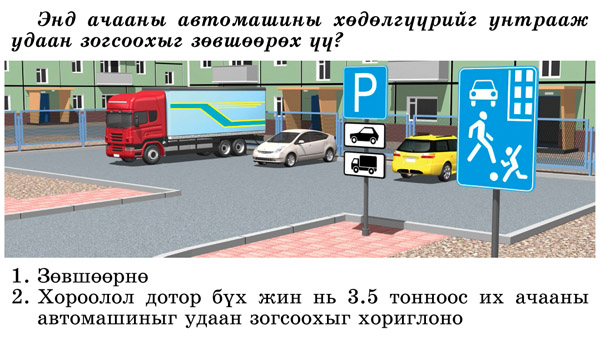 Энд ачааны автомашины хөдөлгүүрийг унтрааж
удаан зогсоохыг зөвшөөрөх үү?
P
1. Зөвшөөрнө
2. Хороолол дотор бүх жин нь 3.5 тонноос их ачааны
автомашиныг удаан зогсоохыг хориглоно